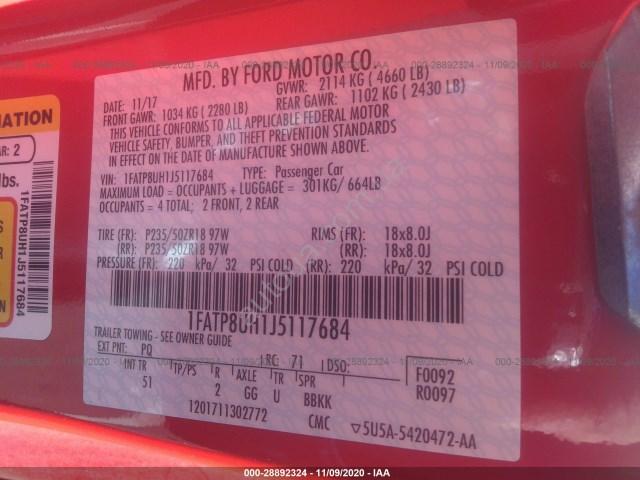 000-28892324 | 11/09/2020 - IAA
MFD. BY FORD MOTOR CO.
DATE: 11/17 GVWR: 2114 KG ( 4660 LB)
FRONT GAWR: 1034 KG ( 2280 LB) REAR GAWR: 1102 KG ( 2430 LB)
THIS VEHICLE CONFORMS TO ALL APPLICABLE FEDERAL MOTOR
VEHICLE SAFETY, BUMPER, AND THEFT PREVENTION STANDARDS
IN EFFECT ON THE DATE OF MANUFACTURE SHOWN ABOVE.
VIN: 1FATP8UH1J5117684 TYPE: Passenger Car
MAXIMUM LOAD = OCCUPANTS + LUGGAGE = 301KG/ 664LB
OCCUPANTS = 4 TOTAL; 2 FRONT, 2 REAR
TIRE (FR): P235/50ZR18 97W RIMS (FR): 18x8.0J
(RR): P235/50ZR18 97W (RR): 18x8.0J
PRESSURE (FR): 220 kPa/ 32 PSI COLD (RR): 220 kPa/ 32 PSI COLD
1FATP8UH1J5117684
TRAILER TOWING - SEE OWNER GUIDE
EXT PNT: PQ RC: 71 DSO: F0092
INT TR TP/PS R AXLE TR SPR R0097
51 2 GG U BBKK
1201711302772 CMC ▽5U5A-5420472-AA
AR: 2
lbs.
1FATP8UH1J5117684
000-28892324 | 11/09/2020 - IAA